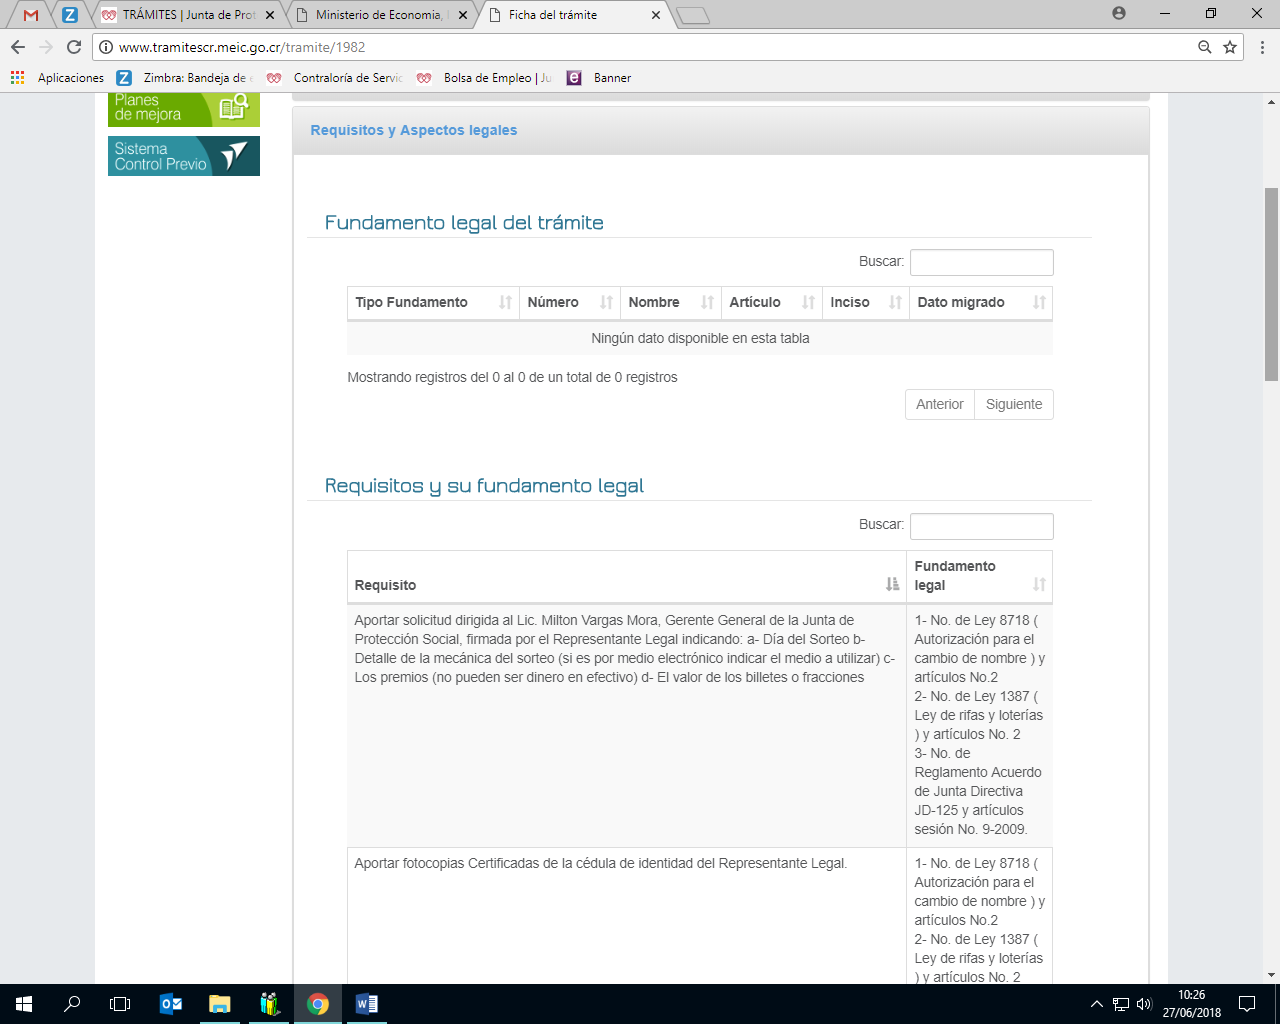 TRÁMITES | Junta de Prot
Ministerio de Economia,
Ficha del trámite
www.tramitescr.meic.go.cr/tramite/1982
Aplicaciones
Zimbra: Bandeja de e
Contraloría de Servic
Bolsa de Empleo | Ju
Banner
Planes
de mejora
Sistema
Control Previo
Requisitos y Aspectos legales
Fundamento legal del trámite
Buscar:
Tipo Fundamento Número Nombre Artículo Inciso Dato migrado
Ningún dato disponible en esta tabla
Mostrando registros del 0 al 0 de un total de 0 registros
Anterior Siguiente
Requisitos y su fundamento legal
Buscar:
Requisito
Fundamento
legal
Aportar solicitud dirigida al Lic. Milton Vargas Mora, Gerente General de la Junta de
Protección Social, firmada por el Representante Legal indicando: a- Día del Sorteo b-
Detalle de la mecánica del sorteo (si es por medio electrónico indicar el medio a utilizar) c-
Los premios (no pueden ser dinero en efectivo) d- El valor de los billetes o fracciones
1- No. de Ley 8718 (
Autorización para el
cambio de nombre ) y
artículos No.2
2- No. de Ley 1387 (
Ley de rifas y loterías
) y artículos No. 2
3- No. de
Reglamento Acuerdo
de Junta Directiva
JD-125 y artículos
sesión No. 9-2009.
Aportar fotocopias Certificadas de la cédula de identidad del Representante Legal.
1- No. de Ley 8718 (
Autorización para el
cambio de nombre ) y
artículos No.2
2- No. de Ley 1387 (
Ley de rifas y loterías
) y artículos No. 2
10:26
27/06/2018